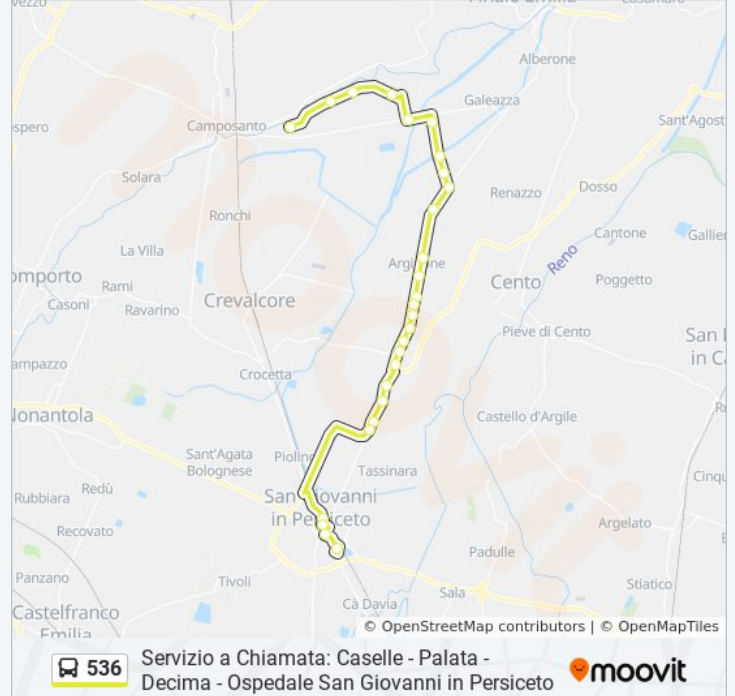 vezzo
Alberone
Galeazza
Camposanto
Sant'Agost
spero
Solara
Renazzo
Dosso
Ronchi
Cantone
Gallie
La Villa
Reno
omporto
Rami
Cento
Poggetto
Casoni
Crevalcore
Ravarino
Pieve di Cento
San
in Ca
ampazzo
Crocetta
Nonantola
Castello d'Argile
Sant'Agata
Bolognese
Tassinara
Cinqu
Redù
Rubbiara
San Giovanni
in Persiceto
Argelato
Recovato
Padulle
Panzano
Tivoli
Stiatico
Sala
Castelfranco
Emilia
Cà Davia
© OpenStreetMap contributors | © OpenMapTiles
536
Servizio a Chiamata: Caselle - Palata -
Decima - Ospedale San Giovanni in Persiceto
moovit